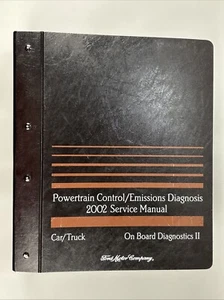 Powertrain Control/Emissions Diagnosis
2002 Service Manual
Car/Truck On Board Diagnostics II
Ford Motor Company,